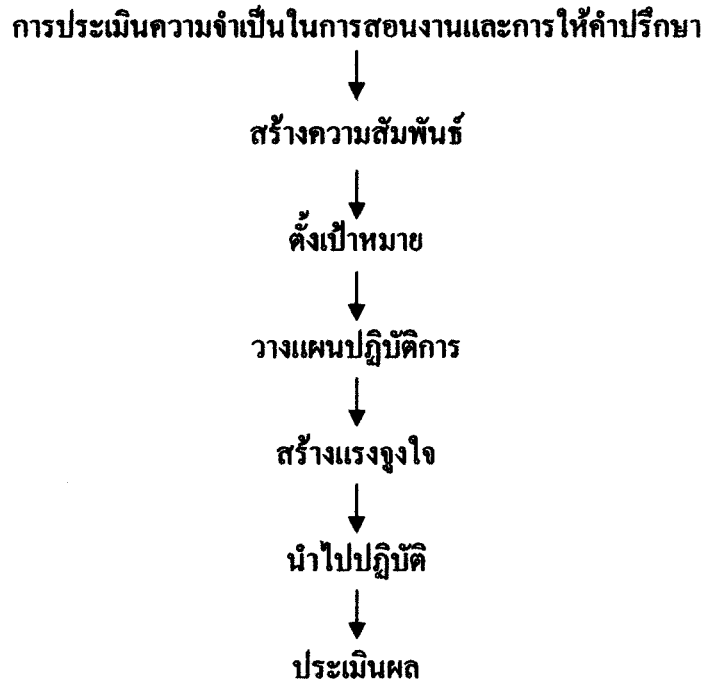 การประเมินความจำเป็นในการสอนงานและการให้คำปรึกษา
สร้างความสัมพันธ์
ตั้งเป้าหมาย
วางแผนปฏิบัติการ
สร้างแรงจูงใจ
นำไปปฏิบัติ
ประเมินผล